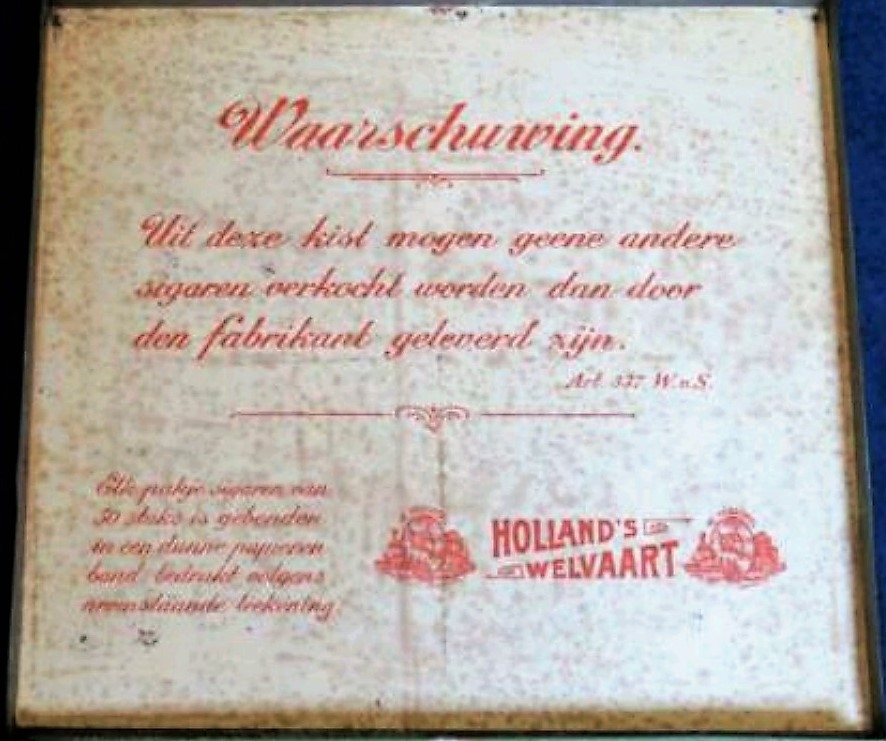 Waarschuwing.
Uit deze kist mogen geene andere
sigaren verkocht worden dan door
den fabrikant geleverd zijn.
Art. 337 W.v.S.
Elk pakje sigaren van
50 stuks is gebonden
in een dunne papieren
band bedrukt volgens
nevenstaande teekening.
HOLLAND'S
WELVAART